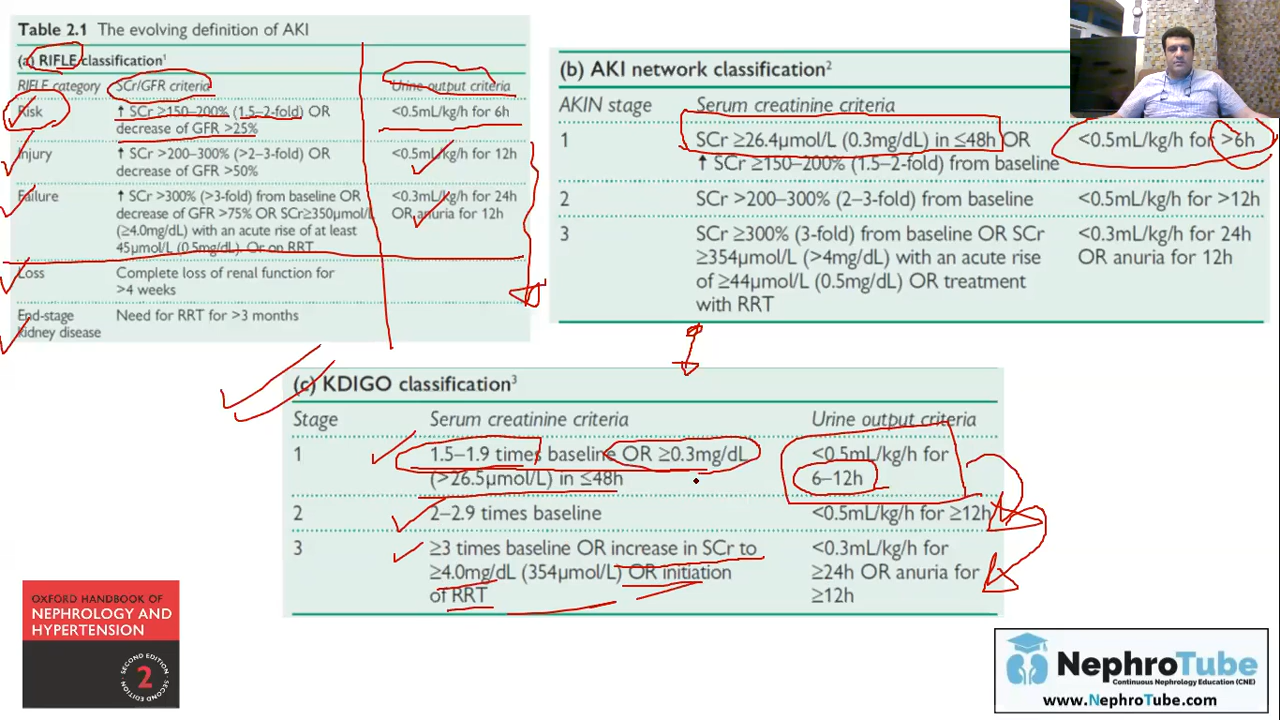 Table 2.1 The evolving definition of AKI
(a) RIFLE classification¹
RIFLE category SCr/GFR criteria Urine output criteria
Risk ↑ SCr ≥150–200% (1.5–2-fold) OR <0.5mL/kg/h for 6h
decrease of GFR >25%
Injury ↑ SCr >200–300% (>2–3-fold) OR <0.5mL/kg/h for 12h
decrease of GFR >50%
Failure ↑ SCr >300% (>3-fold) from baseline OR <0.3mL/kg/h for 24h
decrease of GFR >75% OR SCr≥350µmol/L OR anuria for 12h
(≥4.0mg/dL) with an acute rise of at least
45µmol/L (0.5mg/dL) Or on RRT
Loss Complete loss of renal function for
>4 weeks
End-stage Need for RRT for >3 months
kidney disease
(b) AKI network classification²
AKIN stage Serum creatinine criteria
1 SCr ≥26.4µmol/L (0.3mg/dL) in ≤48h OR <0.5mL/kg/h for >6h
↑ SCr ≥150–200% (1.5–2-fold) from baseline
2 SCr >200–300% (2–3-fold) from baseline <0.5mL/kg/h for >12h
3 SCr ≥300% (3-fold) from baseline OR SCr <0.3mL/kg/h for 24h
≥354µmol/L (>4mg/dL) with an acute rise OR anuria for 12h
of ≥44µmol/L (0.5mg/dL) OR treatment
with RRT
(c) KDIGO classification³
Stage Serum creatinine criteria Urine output criteria
1 1.5–1.9 times baseline OR ≥0.3mg/dL <0.5mL/kg/h for
(>26.5µmol/L) in ≤48h 6–12h
2 2–2.9 times baseline <0.5mL/kg/h for ≥12h
3 ≥3 times baseline OR increase in SCr to <0.3mL/kg/h for
≥4.0mg/dL (354µmol/L) OR initiation ≥24h OR anuria for
of RRT ≥12h
OXFORD HANDBOOK OF
NEPHROLOGY AND
HYPERTENSION
SECOND EDITION
2
SECOND EDITION
NephroTube
Continuous Nephrology Education (CNE)
www.NephroTube.com